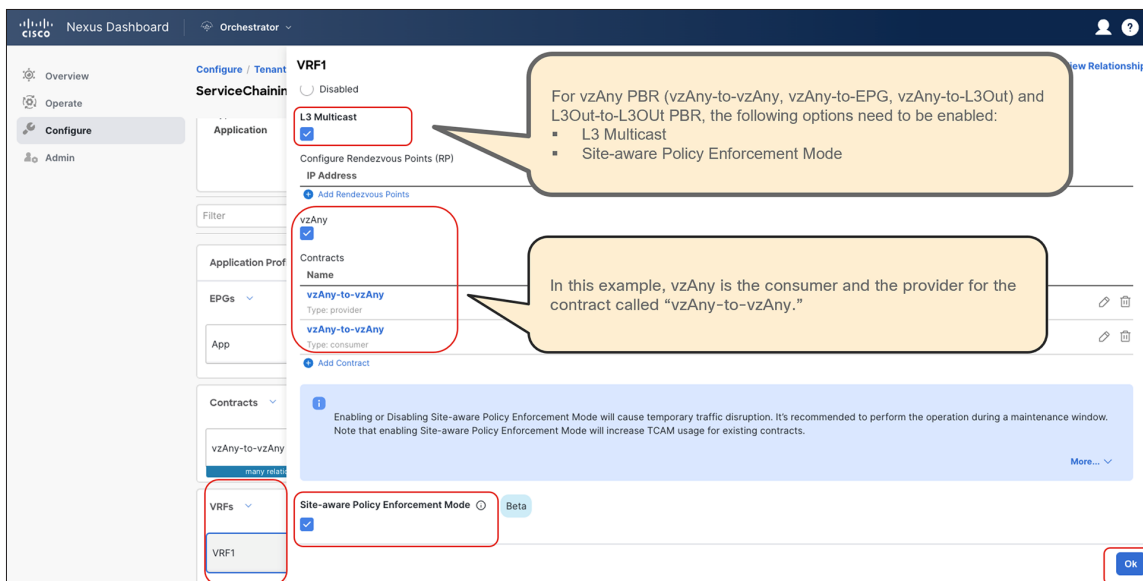 CISCO Nexus Dashboard Orchestrator
Overview
Operate
Configure
Admin
Configure / Tenant
ServiceChainin
Application
Filter
Application Prof
EPGs
App
Contracts
vzAny-to-vzAny
many relatio
VRFs
VRF1
VRF1
iew Relationship
Disabled
L3 Multicast
Configure Rendezvous Points (RP)
IP Address
Add Rendezvous Points
vzAny
Contracts
Name
vzAny-to-vzAny
Type: provider
vzAny-to-vzAny
Type: consumer
Add Contract
For vzAny PBR (vzAny-to-vzAny, vzAny-to-EPG, vzAny-to-L3Out) and
L3Out-to-L3OUt PBR, the following options need to be enabled:
▪ L3 Multicast
▪ Site-aware Policy Enforcement Mode
In this example, vzAny is the consumer and the provider for the
contract called “vzAny-to-vzAny.”
Enabling or Disabling Site-aware Policy Enforcement Mode will cause temporary traffic disruption. It's recommended to perform the operation during a maintenance window.
Note that enabling Site-aware Policy Enforcement Mode will increase TCAM usage for existing contracts.
More...
Site-aware Policy Enforcement Mode Beta
Ok